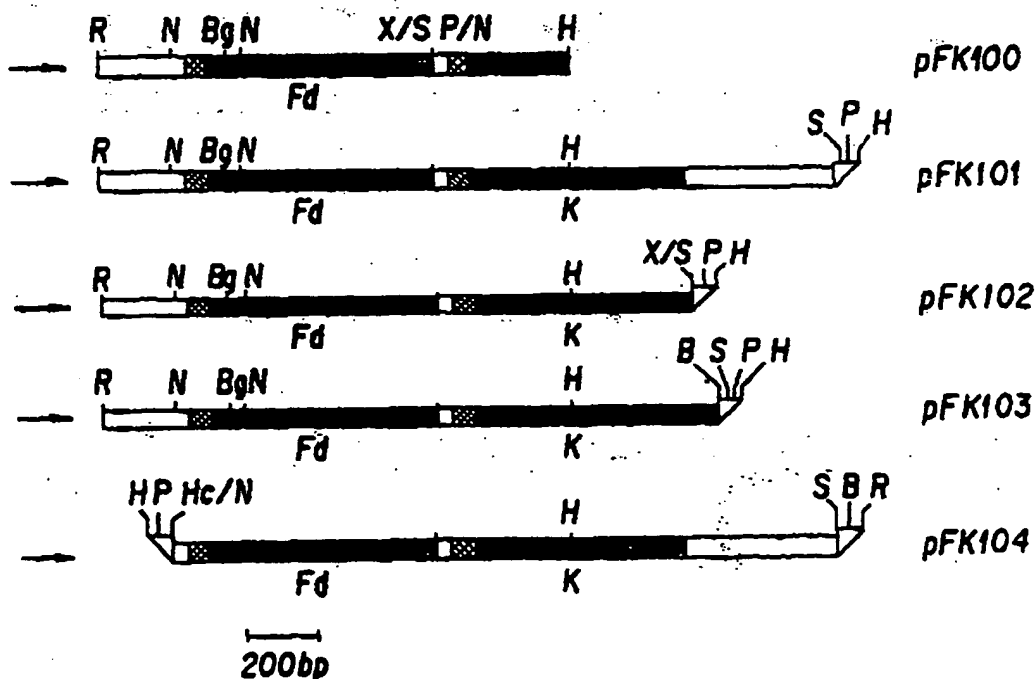 R N Bg N X/S P/N H
pFK100
Fd
S P H
R N Bg N H
pFK101
Fd K
X/S P H
R N Bg N H
pFK102
Fd K
B S P H
R N Bg N H
pFK103
Fd K
H P Hc/N S B R
H
pFK104
Fd K
200bp